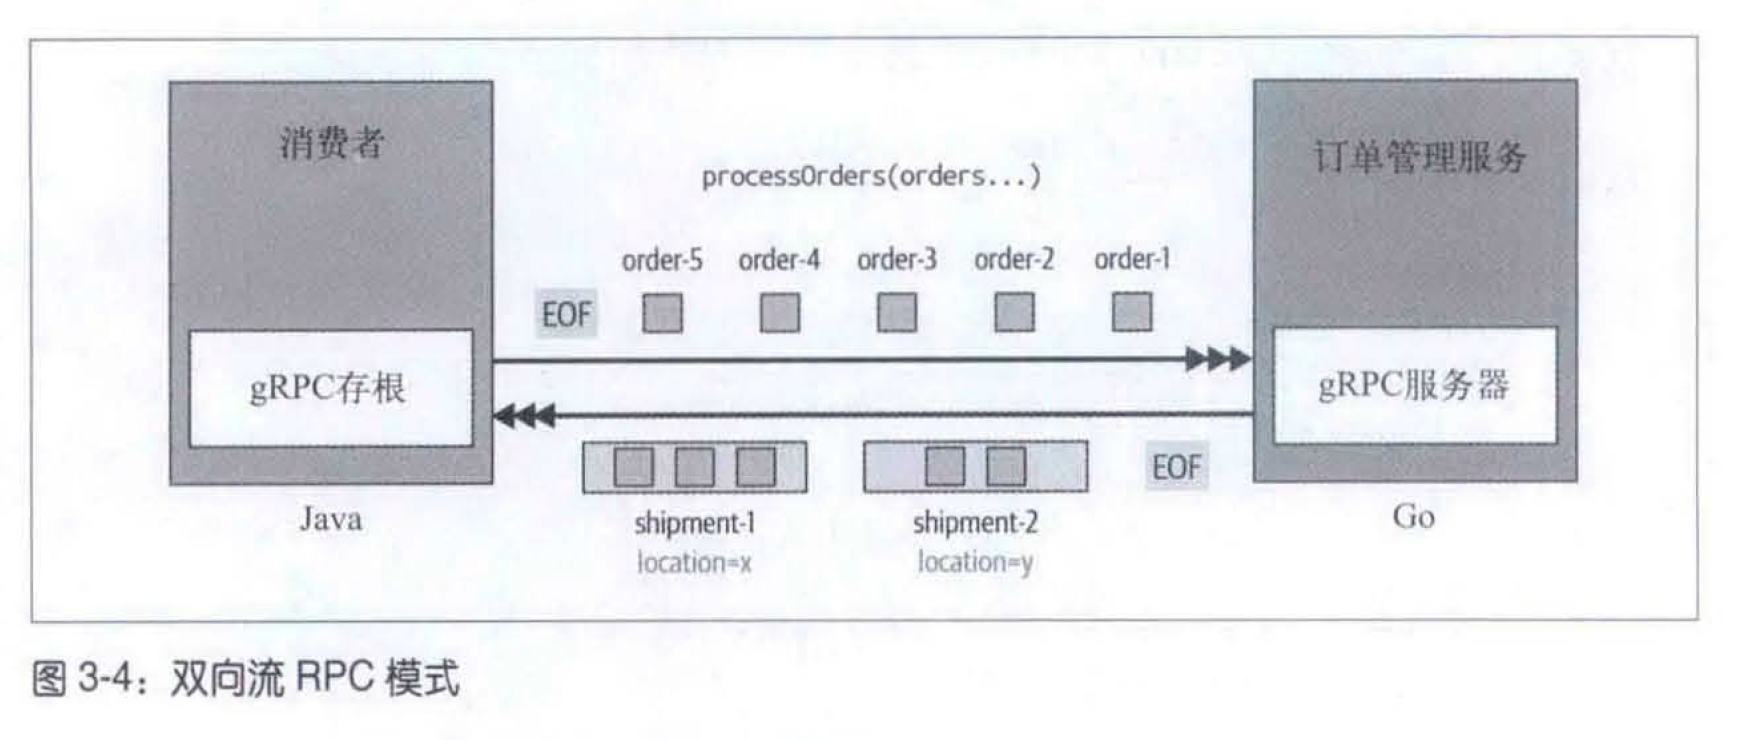 消费者
订单管理服务
processOrders(orders...)
order-5 order-4 order-3 order-2 order-1
EOF
gRPC存根
gRPC服务器
EOF
shipment-1 shipment-2
location=x location=y
Java
Go
图 3-4：双向流 RPC 模式